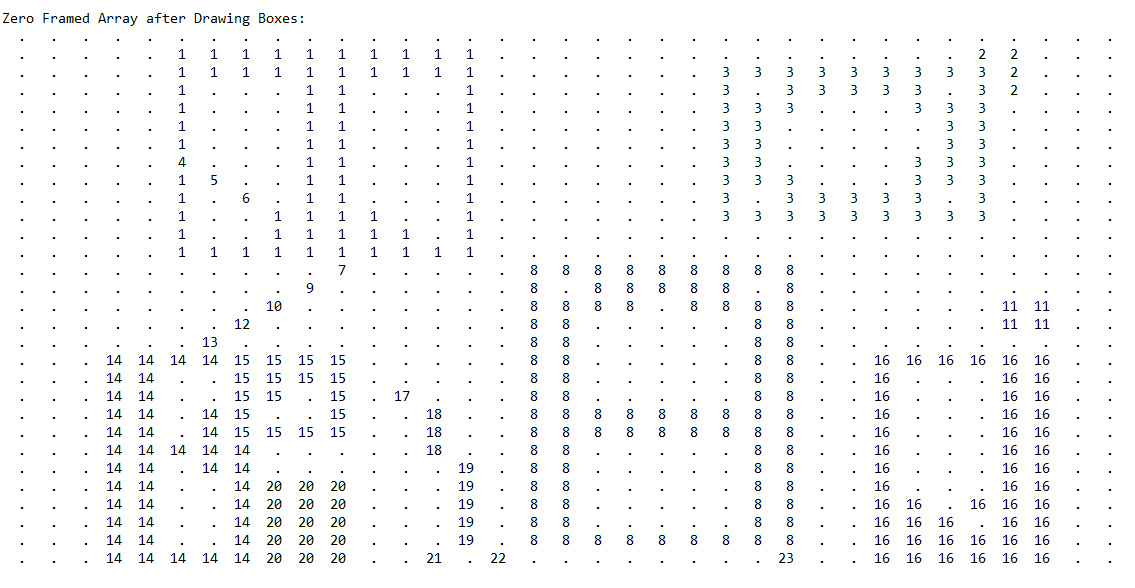 Zero Framed Array after Drawing Boxes:
. . . . . . . . . . . . . . . . . . . . . . . . . . . . . . . . . . .
. . . . . 1 1 1 1 1 1 1 1 1 1 . . . . . . . . . . . . . . . 2 2 . . .
. . . . . 1 1 1 1 1 1 1 1 1 1 . . . . . . . 3 3 3 3 3 3 3 3 3 2 . . .
. . . . . 1 . . . 1 1 . . . 1 . . . . . . . 3 . 3 3 3 3 3 . 3 2 . . .
. . . . . 1 . . . 1 1 . . . 1 . . . . . . . 3 3 3 . . . 3 3 3 . . . .
. . . . . 1 . . . 1 1 . . . 1 . . . . . . . 3 3 . . . . . 3 3 . . . .
. . . . . 1 . . . 1 1 . . . 1 . . . . . . . 3 3 . . . . . 3 3 . . . .
. . . . . 4 . . . 1 1 . . . 1 . . . . . . . 3 3 . . . . 3 3 3 . . . .
. . . . . 1 5 . . 1 1 . . . 1 . . . . . . . 3 3 3 . . . 3 3 3 . . . .
. . . . . 1 . 6 . 1 1 . . . 1 . . . . . . . 3 . 3 3 3 3 3 . 3 . . . .
. . . . . 1 . . 1 1 1 1 . . 1 . . . . . . . 3 3 3 3 3 3 3 3 3 . . . .
. . . . . 1 . . 1 1 1 1 1 . 1 . . . . . . . . . . . . . . . . . . . .
. . . . . 1 1 1 1 1 1 1 1 1 1 . . . . . . . . . . . . . . . . . . . .
. . . . . . . . . . 7 . . . . . 8 8 8 8 8 8 8 8 8 . . . . . . . . . .
. . . . . . . . . 9 . . . . . . 8 . 8 8 8 8 8 . 8 . . . . . . . . . .
. . . . . . . . 10 . . . . . . . 8 8 8 8 . 8 8 8 8 . . . . . . 11 11 . .
. . . . . . . 12 . . . . . . . . 8 8 . . . . . 8 8 . . . . . . 11 11 . .
. . . . . . 13 . . . . . . . . . 8 8 . . . . . 8 8 . . . . . . . . . .
. . . 14 14 14 14 15 15 15 15 . . . . . 8 8 . . . . . 8 8 . . 16 16 16 16 16 16 . .
. . . 14 14 . . 15 15 15 15 . . . . . 8 8 . . . . . 8 8 . . 16 . . . 16 16 . .
. . . 14 14 . . 15 15 . 15 . 17 . . . 8 8 . . . . . 8 8 . . 16 . . . 16 16 . .
. . . 14 14 . 14 15 . . 15 . . 18 . . 8 8 8 8 8 8 8 8 8 . . 16 . . . 16 16 . .
. . . 14 14 . 14 15 15 15 15 . . 18 . . 8 8 8 8 8 8 8 8 8 . . 16 . . . 16 16 . .
. . . 14 14 14 14 14 . . . . . 18 . . 8 8 . . . . . 8 8 . . 16 . . . 16 16 . .
. . . 14 14 . 14 14 . . . . . . 19 . 8 8 . . . . . 8 8 . . 16 . . . 16 16 . .
. . . 14 14 . . 14 20 20 20 . . . 19 . 8 8 . . . . . 8 8 . . 16 . . . 16 16 . .
. . . 14 14 . . 14 20 20 20 . . . 19 . 8 8 . . . . . 8 8 . . 16 16 . 16 16 16 . .
. . . 14 14 . . 14 20 20 20 . . . 19 . 8 8 . . . . . 8 8 . . 16 16 16 . 16 16 . .
. . . 14 14 . . 14 20 20 20 . . . 19 . 8 8 8 8 8 8 8 8 8 . . 16 16 16 16 16 16 . .
. . . 14 14 14 14 14 20 20 20 . . 21 . 22 . . . . . . . . 23 . . 16 16 16 16 16 16 . .